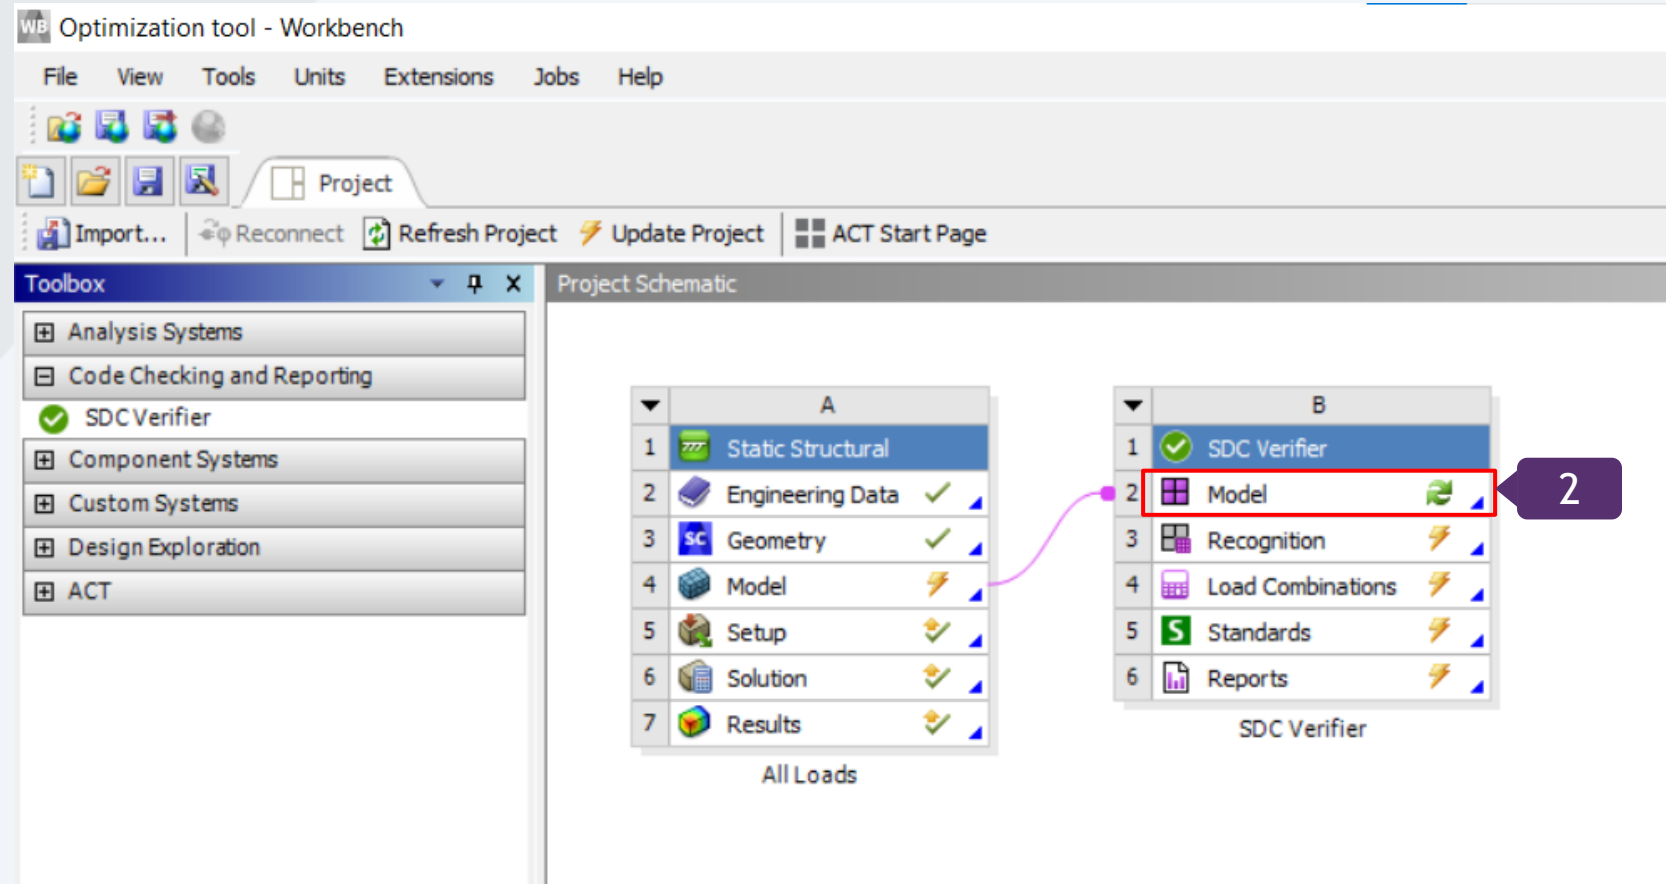 WB Optimization tool - Workbench
File View Tools Units Extensions Jobs Help
Project
Import... Reconnect Refresh Project Update Project ACT Start Page
Toolbox
Analysis Systems
Code Checking and Reporting
SDC Verifier
Component Systems
Custom Systems
Design Exploration
ACT
Project Schematic
A
1 Static Structural
2 Engineering Data
3 SC Geometry
4 Model
5 Setup
6 Solution
7 Results
All Loads
B
1 SDC Verifier
2 Model
3 Recognition
4 Load Combinations
5 S Standards
6 Reports
SDC Verifier
2